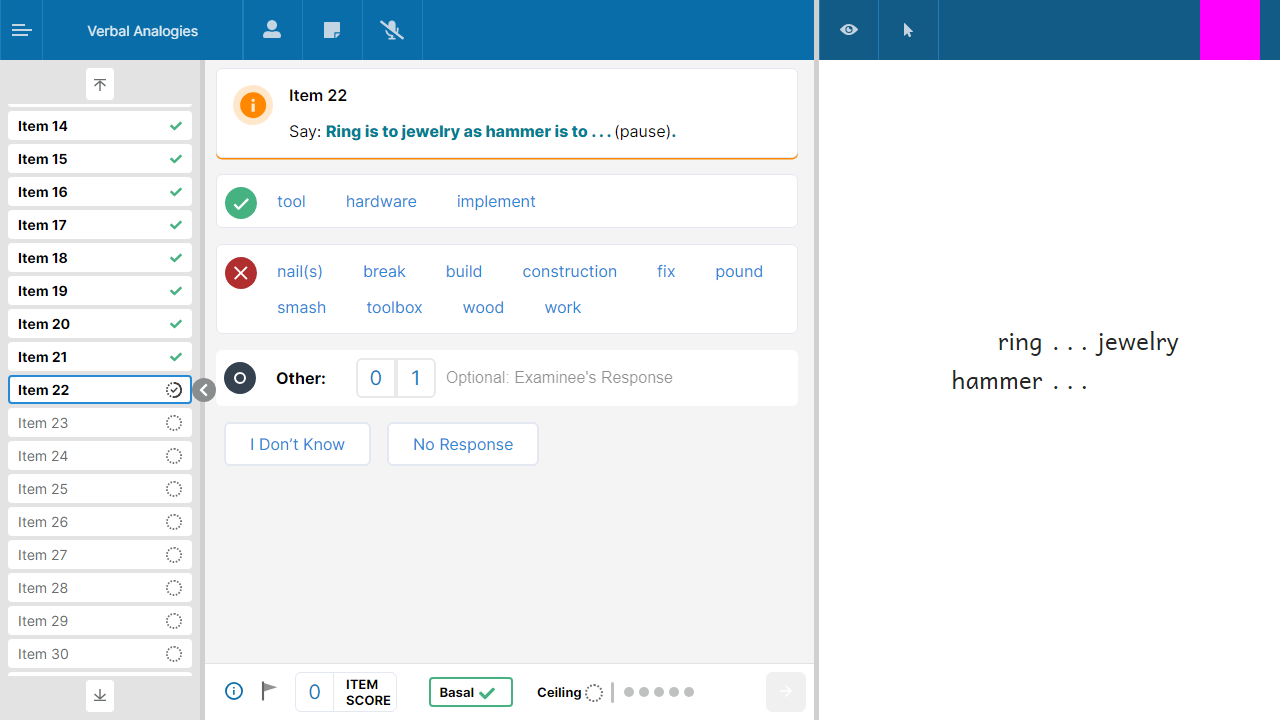 Verbal Analogies
Item 14
Item 15
Item 16
Item 17
Item 18
Item 19
Item 20
Item 21
Item 22
Item 23
Item 24
Item 25
Item 26
Item 27
Item 28
Item 29
Item 30
Item 22
Say: Ring is to jewelry as hammer is to . . . (pause).
tool hardware implement
nail(s) break build construction fix pound
smash toolbox wood work
Other: 0 1 Optional: Examinee's Response
I Don’t Know No Response
0 ITEM SCORE Basal Ceiling
ring . . . jewelry
hammer . . .